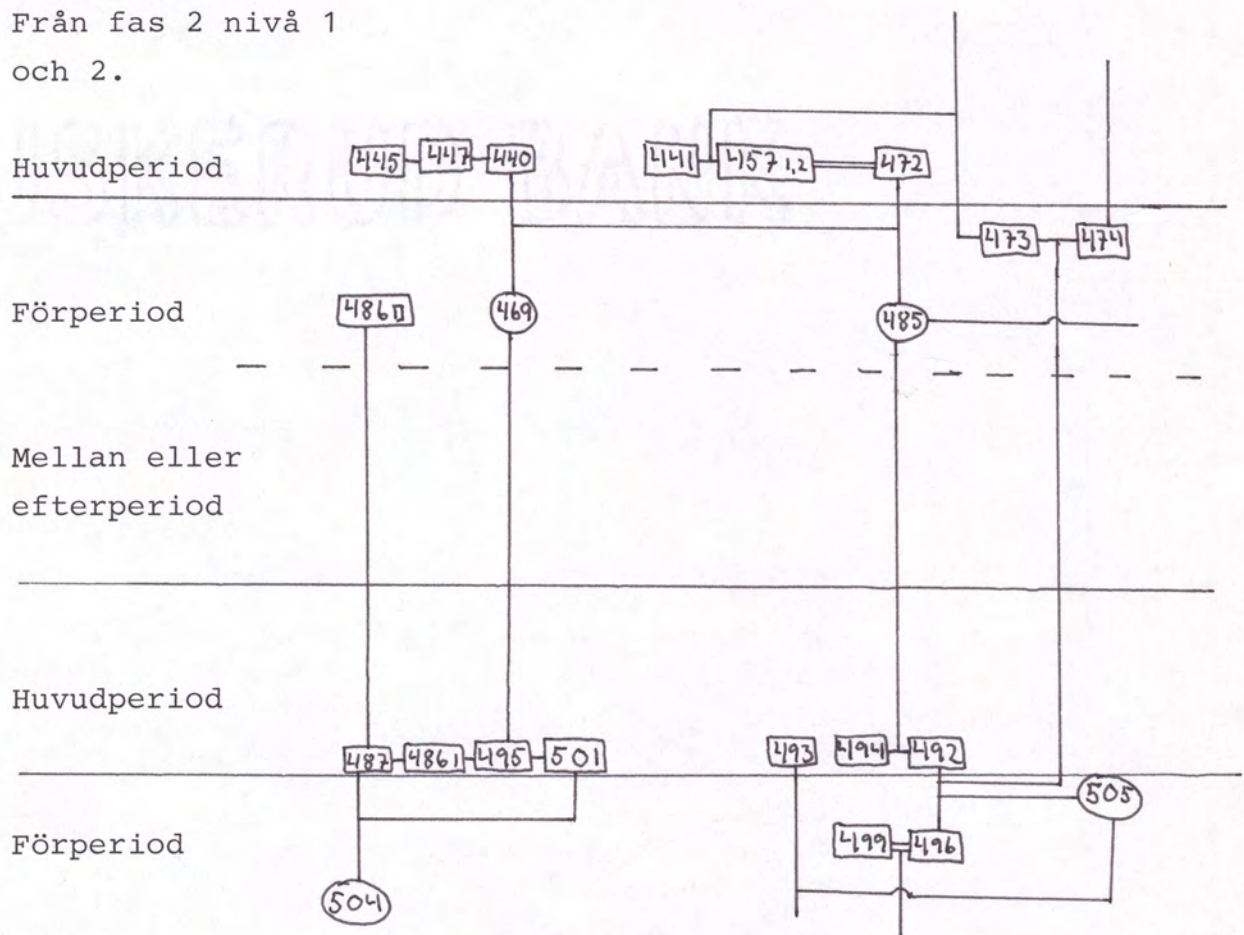 Från fas 2 nivå 1
och 2.
Huvudperiod
445 447 440 441 457 1,2 472
473 474
Förperiod
486 II 469 485
Mellan eller
efterperiod
Huvudperiod
487 486 I 495 501 493 494 492
505
Förperiod
499 496
504